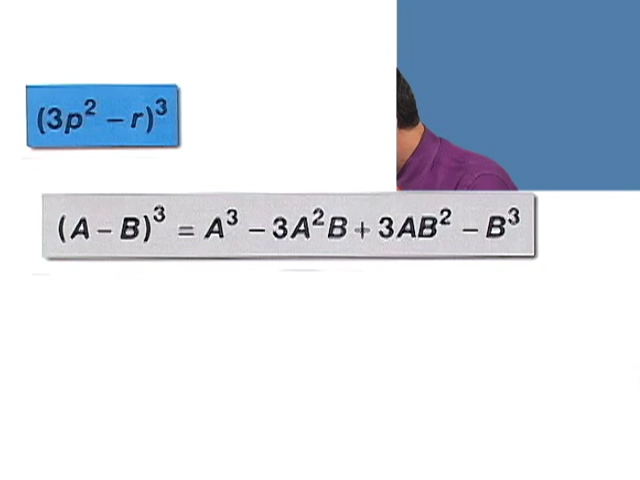 (3p² – r)³
(A – B)³ = A³ – 3A²B + 3AB² – B³